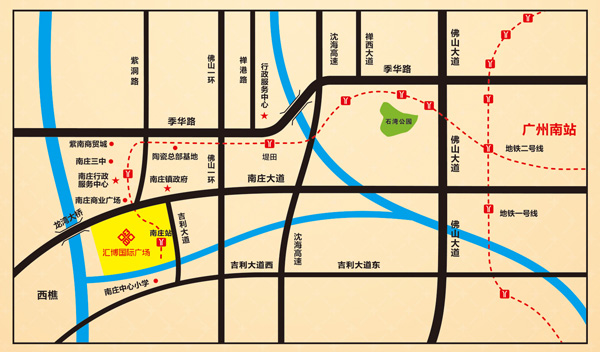 紫洞路
佛山一环
禅港路
行政服务中心
沈海高速
禅西大道
佛山大道
季华路
季华路
石湾公园
广州南站
地铁二号线
紫南商贸城
南庄三中
陶瓷总部基地
堤田
佛山一环
佛山大道
南庄行政
服务中心
南庄镇政府
南庄大道
南庄商业广场
龙湾大桥
吉利大道
南庄站
汇博国际广场
沈海高速
佛山大道
地铁一号线
吉利大道西
吉利大道东
西樵
南庄中心小学